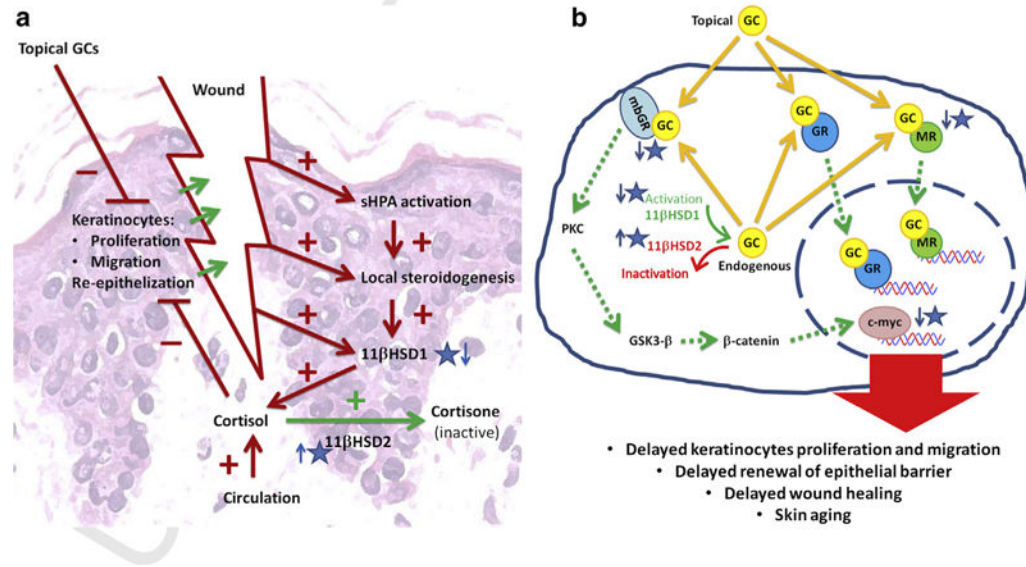 a
Topical GCs
Wound
Keratinocytes:
• Proliferation
• Migration
Re-epithelization
sHPA activation
Local steroidogenesis
11βHSD1
Cortisol
Cortisone
(inactive)
11βHSD2
Circulation
+
+
+
+
+
+
+
+
−
−
b
Topical
GC
mbGR
GC
GC
GR
GC
MR
Activation
11βHSD1
11βHSD2
Inactivation
GC
Endogenous
PKC
GSK3-β
β-catenin
GC
GR
GC
MR
c-myc
• Delayed keratinocytes proliferation and migration
• Delayed renewal of epithelial barrier
• Delayed wound healing
• Skin aging